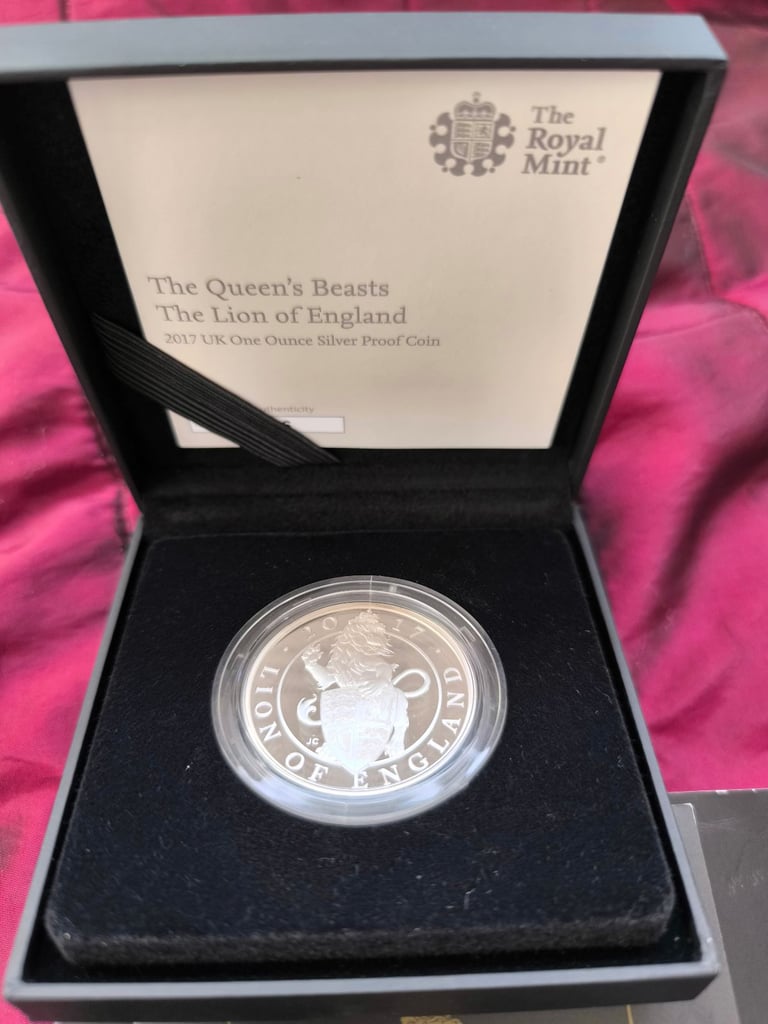 The
Royal
Mint®
The Queen's Beasts
The Lion of England
2017 UK One Ounce Silver Proof Coin
2017
LION OF ENGLAND
JC